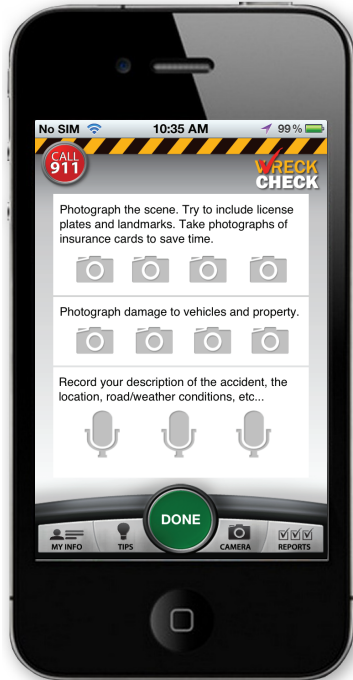 No SIM 10:35 AM 99%
CALL
911
WRECK
CHECK
Photograph the scene. Try to include license
plates and landmarks. Take photographs of
insurance cards to save time.
Photograph damage to vehicles and property.
Record your description of the accident, the
location, road/weather conditions, etc...
DONE
MY INFO TIPS CAMERA REPORTS